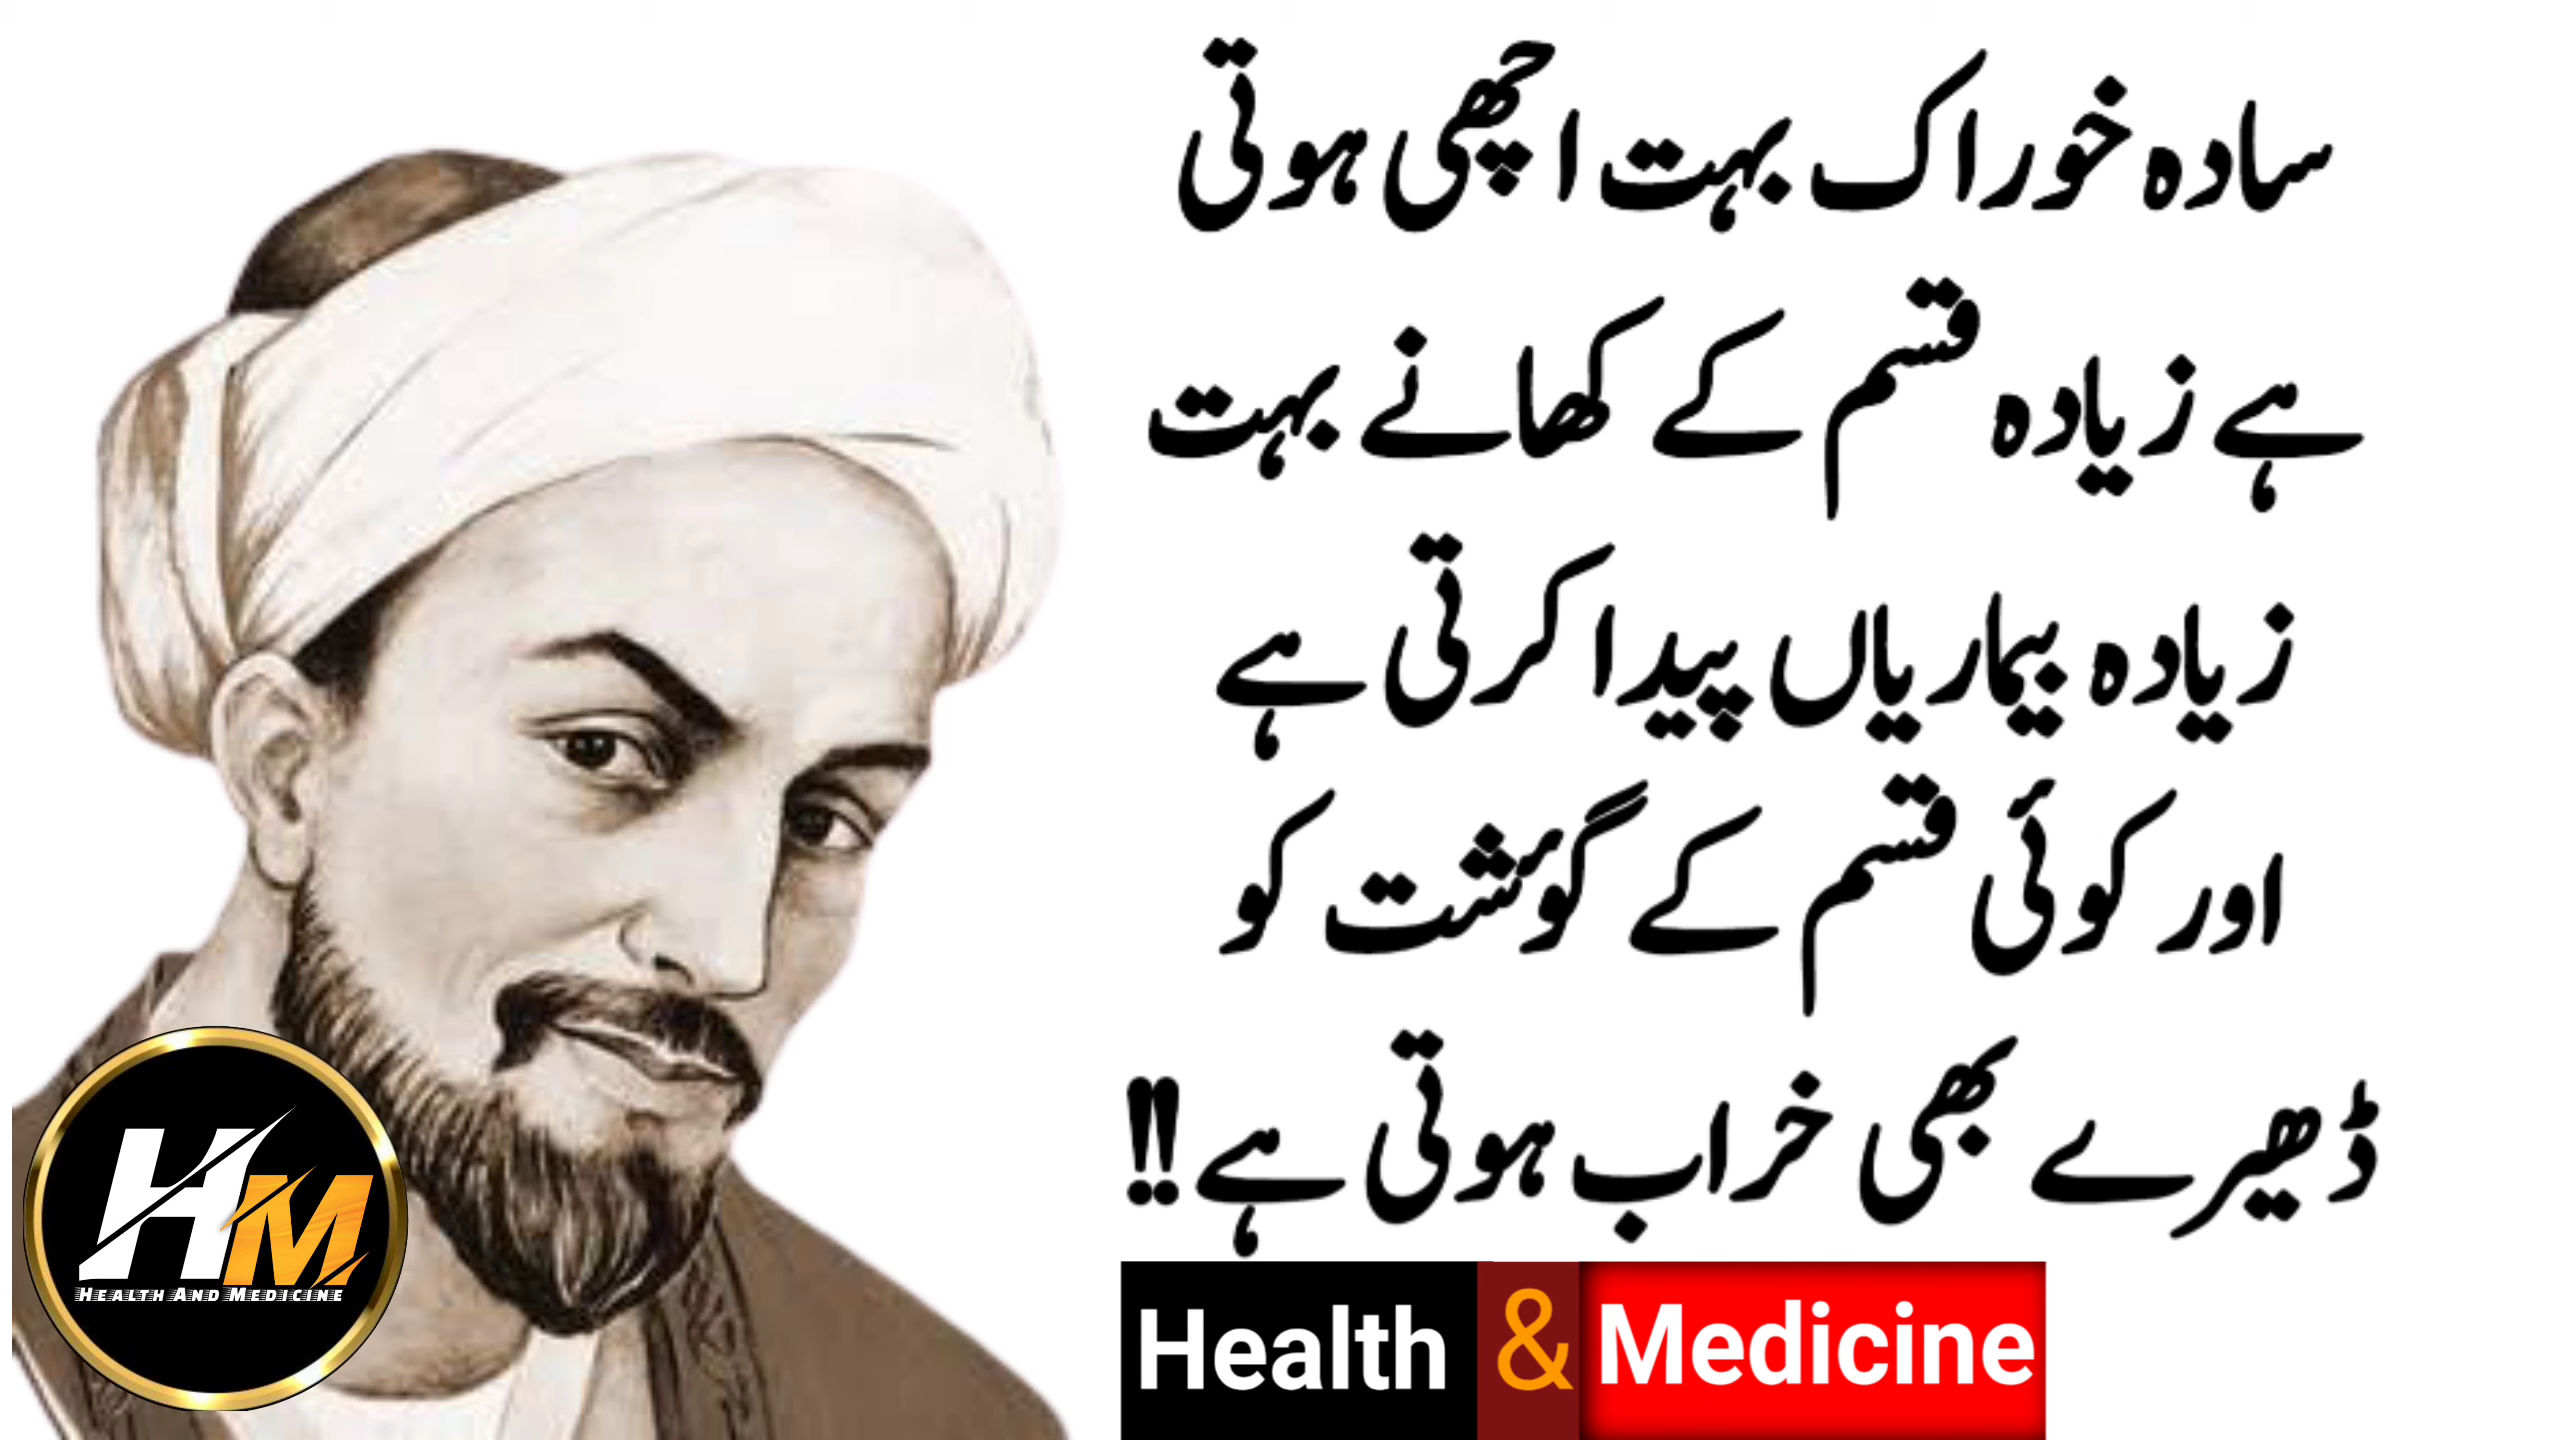 سادہ خوراک بہت اچھی ہوتی
ہے زیادہ قسم کے کھانے بہت
زیادہ بیماریاں پیدا کرتی ہے
اور کوئی قسم کے گوئشت کو
ڈھیرے بھی خراب ہوتی ہے!!
HM
HEALTH AND MEDICINE
Health & Medicine